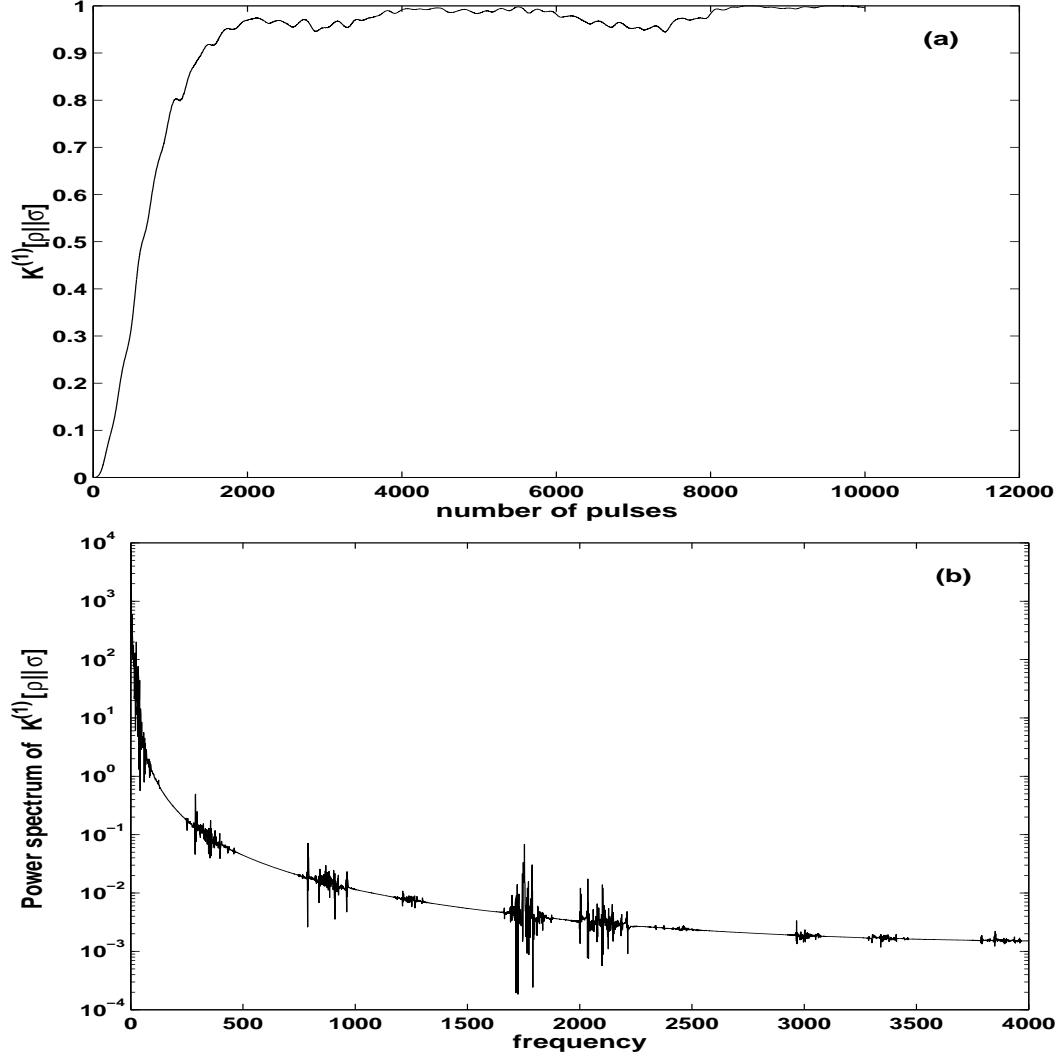 (a)
K(1)[ρ||σ]
1
0.9
0.8
0.7
0.6
0.5
0.4
0.3
0.2
0.1
0
0 2000 4000 6000 8000 10000 12000
number of pulses
(b)
Power spectrum of K(1)[ρ||σ]
10^4
10^3
10^2
10^1
10^0
10^−1
10^−2
10^−3
10^−4
0 500 1000 1500 2000 2500 3000 3500 4000
frequency